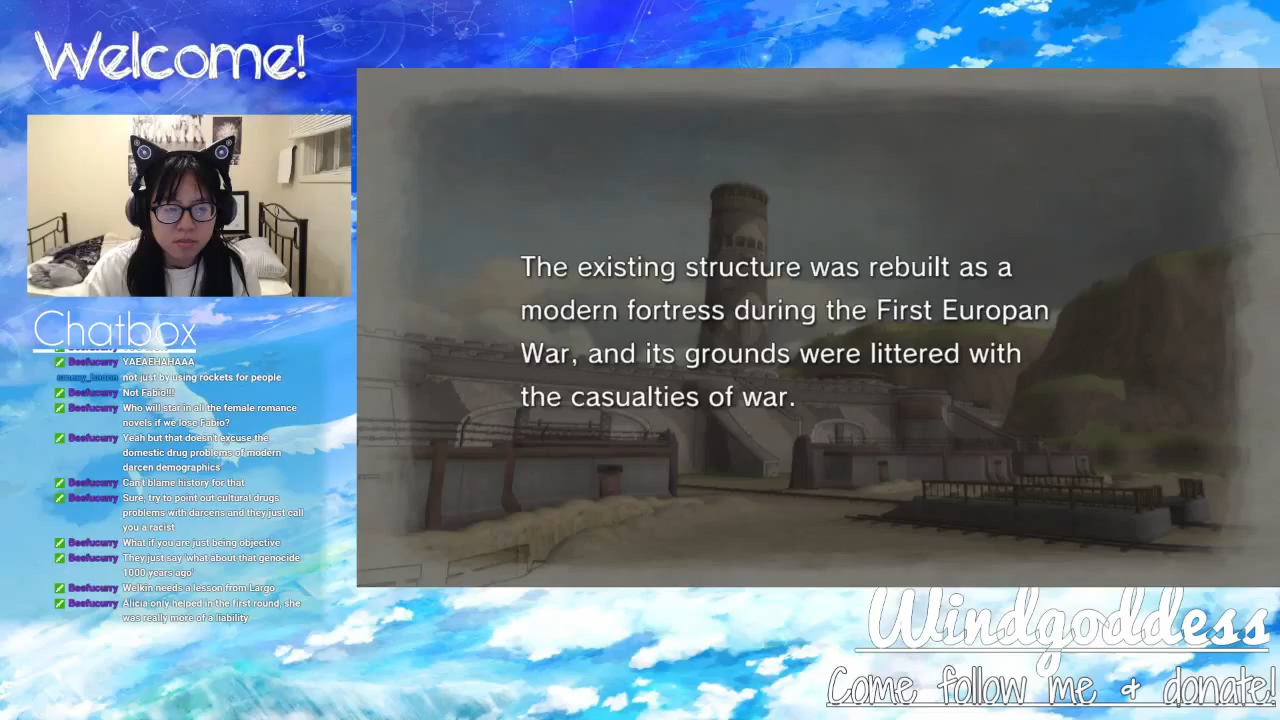 Welcome!
The existing structure was rebuilt as a
modern fortress during the First Europan
War, and its grounds were littered with
the casualties of war.
Chatbox
Beefucurry YAEAEHAHAAA
not just by using rockets for people
Beefucurry Not Fabio!!!
Beefucurry Who will star in all the female romance
novels if we lose Fabio?
Beefucurry Yeah but that doesn't excuse the
domestic drug problems of modern
darcen demographics
Beefucurry Can't blame history for that
Beefucurry Sure, try to point out cultural drugs
problems with darcens and they just call
you a racist
Beefucurry What if you are just being objective
Beefucurry They just say 'what about that genocide
1000 years ago'
Beefucurry Welkin needs a lesson from Largo
Beefucurry Alicia only helped in the first round, she
was really more of a liability
Windgoddess
Come follow me & donate!